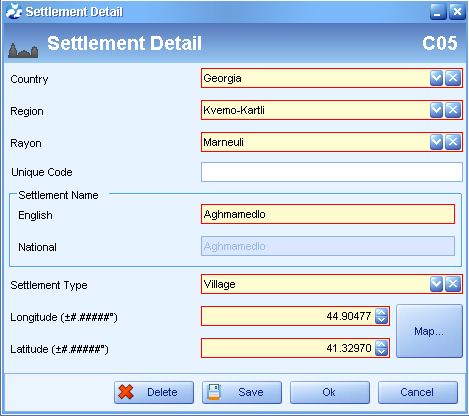 Settlement Detail
Settlement Detail C05
Country Georgia
Region Kvemo-Kartli
Rayon Marneuli
Unique Code
Settlement Name
English Aghmamedlo
National Aghmamedlo
Settlement Type Village
Longitude (±#.#####°) 44.90477
Map...
Latitude (±#.#####°) 41.32970
Delete Save Ok Cancel